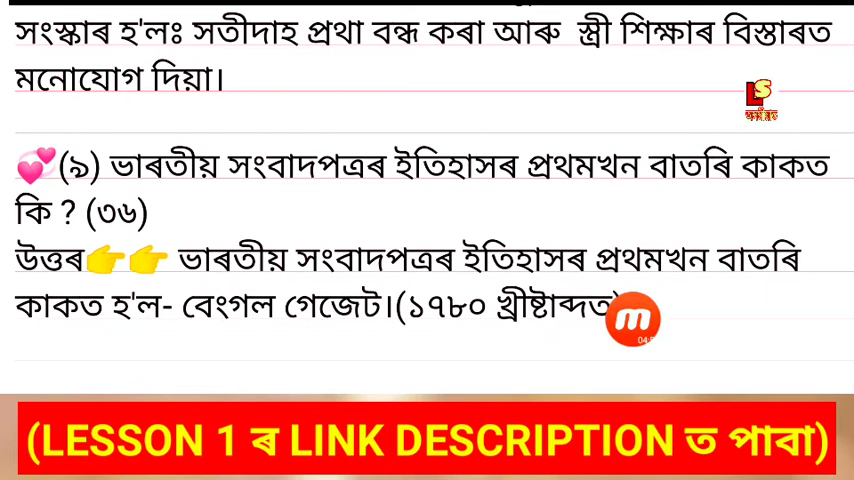 সংস্কাৰ হ'লঃ সতীদাহ প্ৰথা বন্ধ কৰা আৰু স্ত্ৰী শিক্ষাৰ বিস্তাৰত
মনোযোগ দিয়া।
LS
(৯) ভাৰতীয় সংবাদপত্ৰৰ ইতিহাসৰ প্ৰথমখন বাতৰি কাকত
কি ? (৩৬)
উত্তৰ👉👉 ভাৰতীয় সংবাদপত্ৰৰ ইতিহাসৰ প্ৰথমখন বাতৰি
কাকত হ'ল- বেংগল গেজেট।(১৭৮০ খ্ৰীষ্টাব্দত)
(LESSON 1 ৰ LINK DESCRIPTION ত পাবা)